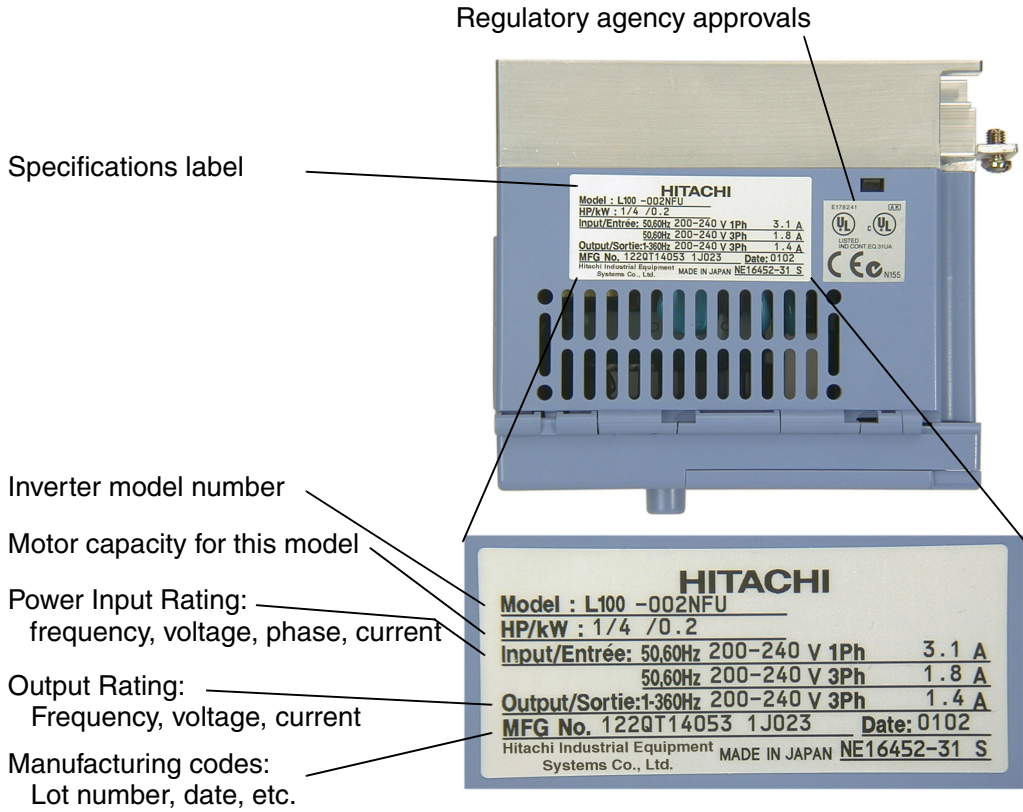 Regulatory agency approvals
Specifications label
HITACHI
Model : L100 -002NFU
HP/kW : 1/4 /0.2
Input/Entrée: 50,60Hz 200-240 V 1Ph 3.1 A
50,60Hz 200-240 V 3Ph 1.8 A
Output/Sortie:1-360Hz 200-240 V 3Ph 1.4 A
MFG No. 122QT14053 1J023 Date: 0102
Hitachi Industrial Equipment
Systems Co., Ltd. MADE IN JAPAN NE16452-31 S
E178241 AK
UL c UL
LISTED
IND.CONT.EQ.31UA
CE N155
Inverter model number
Motor capacity for this model
Power Input Rating:
frequency, voltage, phase, current
Output Rating:
Frequency, voltage, current
Manufacturing codes:
Lot number, date, etc.
HITACHI
Model : L100 -002NFU
HP/kW : 1/4 /0.2
Input/Entrée: 50,60Hz 200-240 V 1Ph 3.1 A
50,60Hz 200-240 V 3Ph 1.8 A
Output/Sortie:1-360Hz 200-240 V 3Ph 1.4 A
MFG No. 122QT14053 1J023 Date: 0102
Hitachi Industrial Equipment
Systems Co., Ltd. MADE IN JAPAN NE16452-31 S